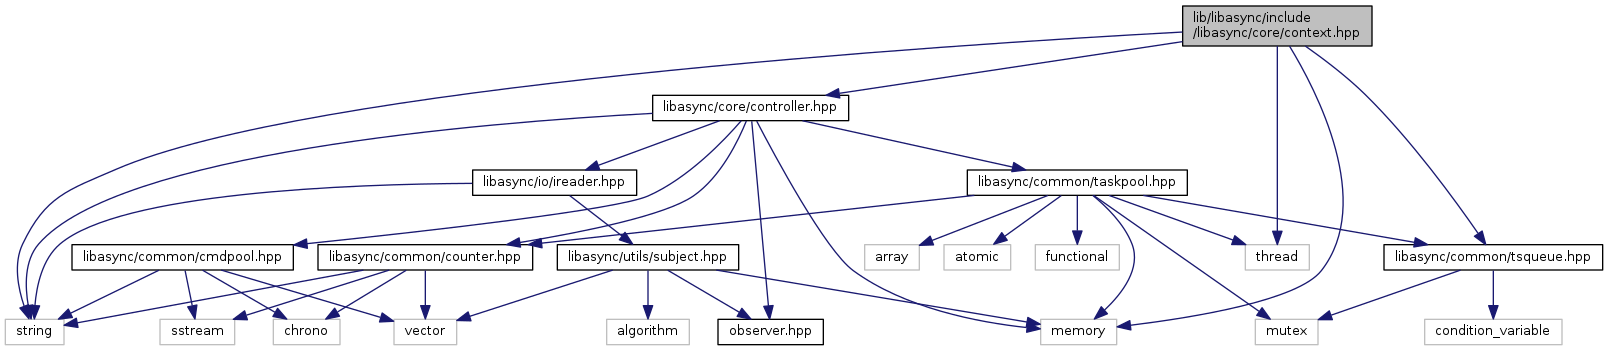 lib/libasync/include
/libasync/core/context.hpp
libasync/core/controller.hpp
libasync/io/ireader.hpp
libasync/common/taskpool.hpp
libasync/common/cmdpool.hpp
libasync/common/counter.hpp
libasync/utils/subject.hpp
array
atomic
functional
thread
libasync/common/tsqueue.hpp
string
sstream
chrono
vector
algorithm
observer.hpp
memory
mutex
condition_variable